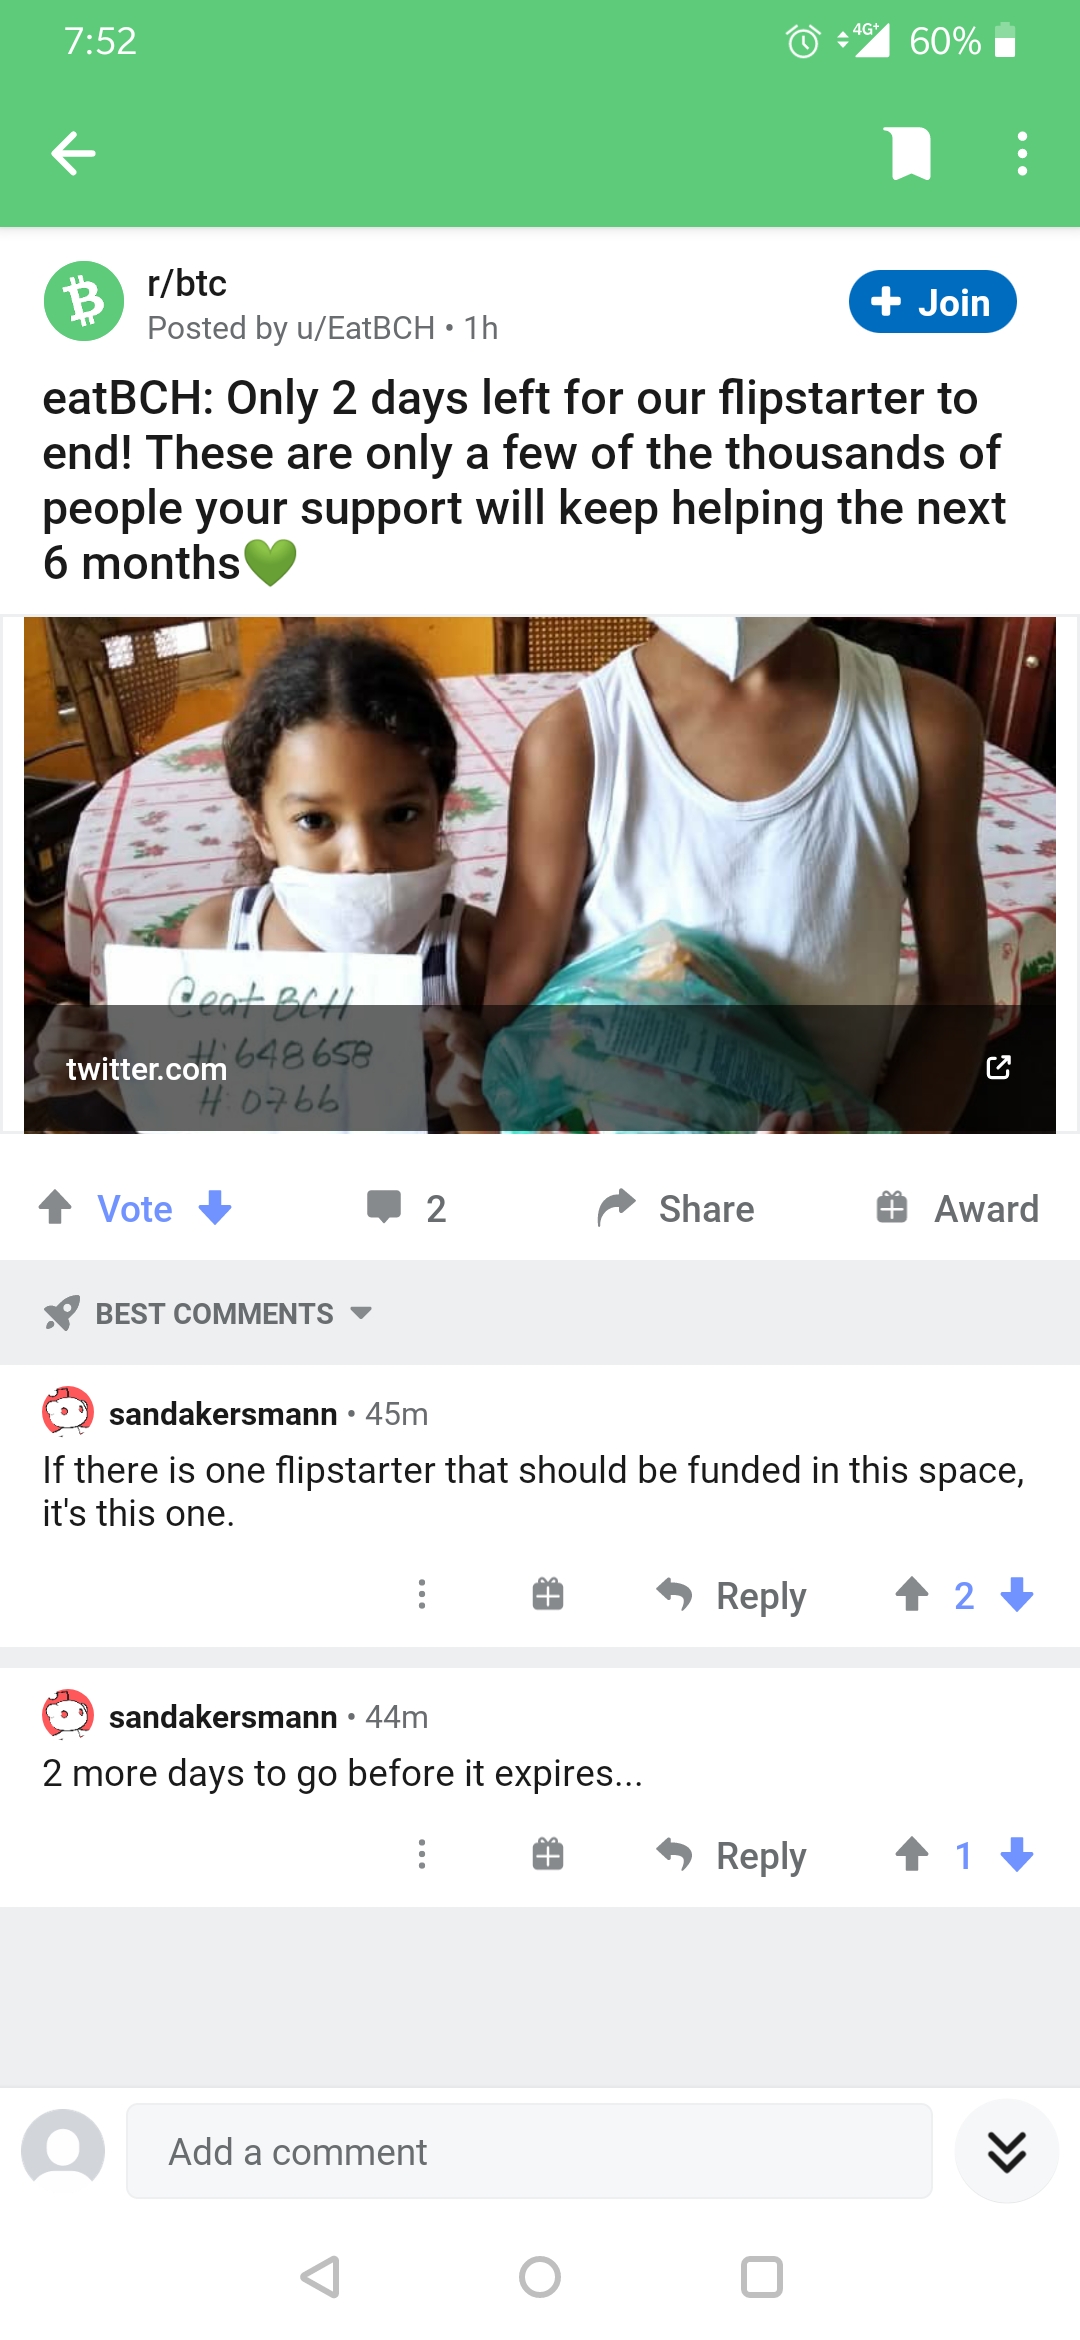 7:52
4G+ 60%
r/btc
Posted by u/EatBCH • 1h
+ Join
eatBCH: Only 2 days left for our flipstarter to
end! These are only a few of the thousands of
people your support will keep helping the next
6 months💚
@eatBCH
H: 648658
H: 0766
twitter.com
Vote
2
Share
Award
BEST COMMENTS
sandakersmann • 45m
If there is one flipstarter that should be funded in this space,
it's this one.
Reply
2
sandakersmann • 44m
2 more days to go before it expires...
Reply
1
Add a comment